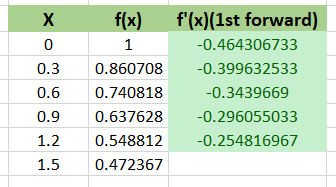 X f(x) f'(x)(1st forward)
0 1 -0.464306733
0.3 0.860708 -0.399632533
0.6 0.740818 -0.3439669
0.9 0.637628 -0.296055033
1.2 0.548812 -0.254816967
1.5 0.472367